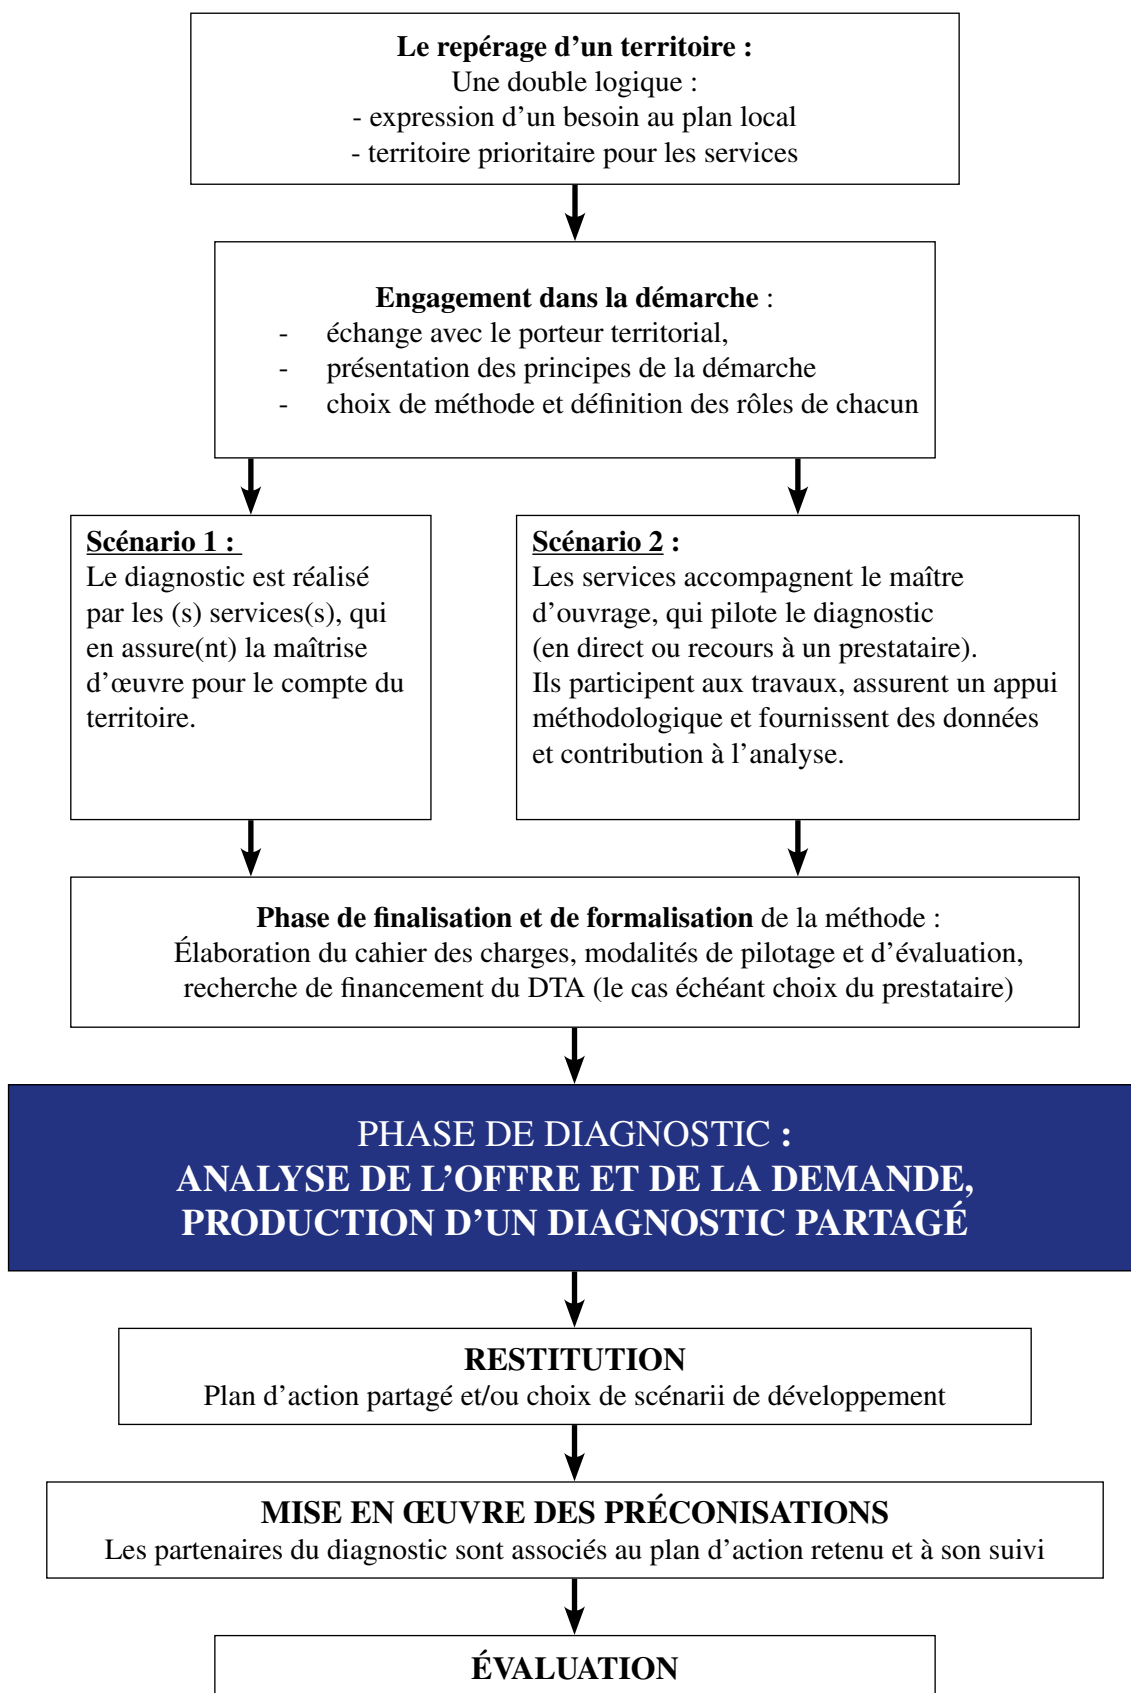 Le repérage d’un territoire :
Une double logique :
- expression d’un besoin au plan local
- territoire prioritaire pour les services
Engagement dans la démarche :
- échange avec le porteur territorial,
- présentation des principes de la démarche
- choix de méthode et définition des rôles de chacun
Scénario 1 :
Le diagnostic est réalisé
par les (s) services(s), qui
en assure(nt) la maîtrise
d’œuvre pour le compte du
territoire.
Scénario 2 :
Les services accompagnent le maître
d’ouvrage, qui pilote le diagnostic
(en direct ou recours à un prestataire).
Ils participent aux travaux, assurent un appui
méthodologique et fournissent des données
et contribution à l’analyse.
Phase de finalisation et de formalisation de la méthode :
Élaboration du cahier des charges, modalités de pilotage et d’évaluation,
recherche de financement du DTA (le cas échéant choix du prestataire)
PHASE DE DIAGNOSTIC :
ANALYSE DE L’OFFRE ET DE LA DEMANDE,
PRODUCTION D’UN DIAGNOSTIC PARTAGÉ
RESTITUTION
Plan d’action partagé et/ou choix de scénarii de développement
MISE EN ŒUVRE DES PRÉCONISATIONS
Les partenaires du diagnostic sont associés au plan d’action retenu et à son suivi
ÉVALUATION